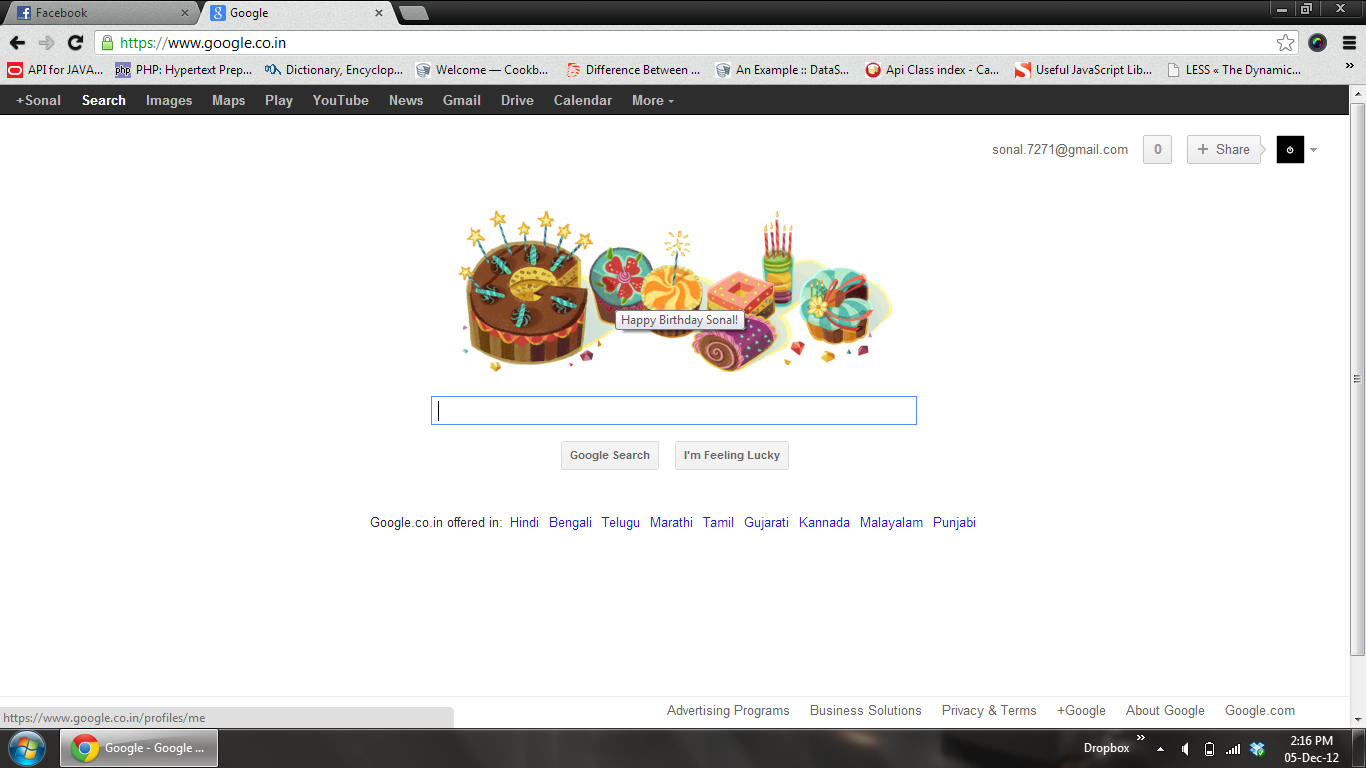 Facebook
Google
https://www.google.co.in
API for JAVA... PHP: Hypertext Prep... Dictionary, Encyclop... Welcome — Cookb... Difference Between ... An Example :: DataS... Api Class index - Ca... Useful JavaScript Lib... LESS « The Dynamic... »
+Sonal Search Images Maps Play YouTube News Gmail Drive Calendar More
sonal.7271@gmail.com 0 + Share
Happy Birthday Sonal!
Google Search I'm Feeling Lucky
Google.co.in offered in: Hindi Bengali Telugu Marathi Tamil Gujarati Kannada Malayalam Punjabi
Advertising Programs Business Solutions Privacy & Terms +Google About Google Google.com
https://www.google.co.in/profiles/me
Google - Google ... Dropbox » 2:16 PM
05-Dec-12